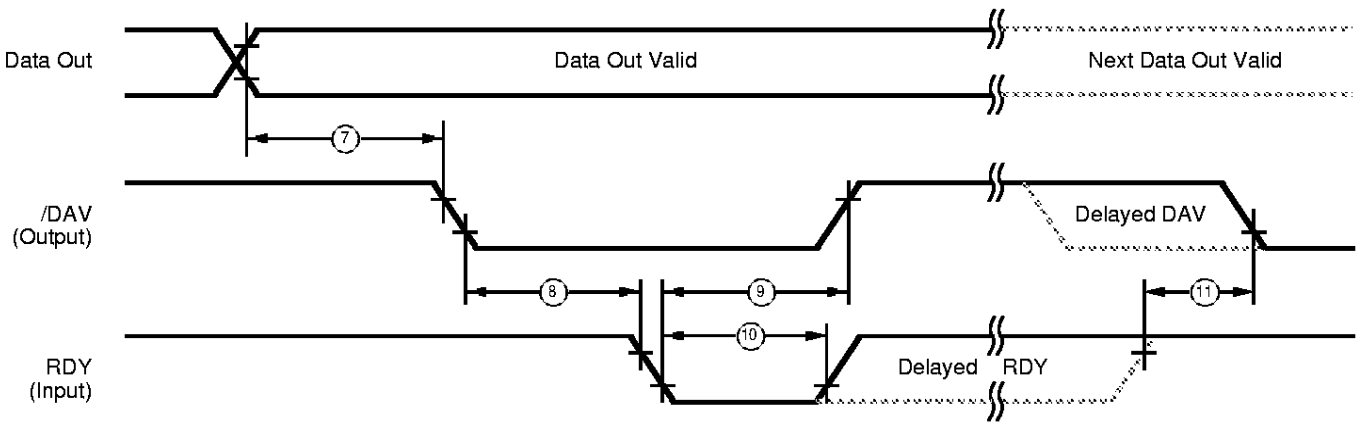 Data Out
Data Out Valid
Next Data Out Valid
7
/DAV
(Output)
Delayed DAV
8
9
11
10
RDY
(Input)
Delayed RDY